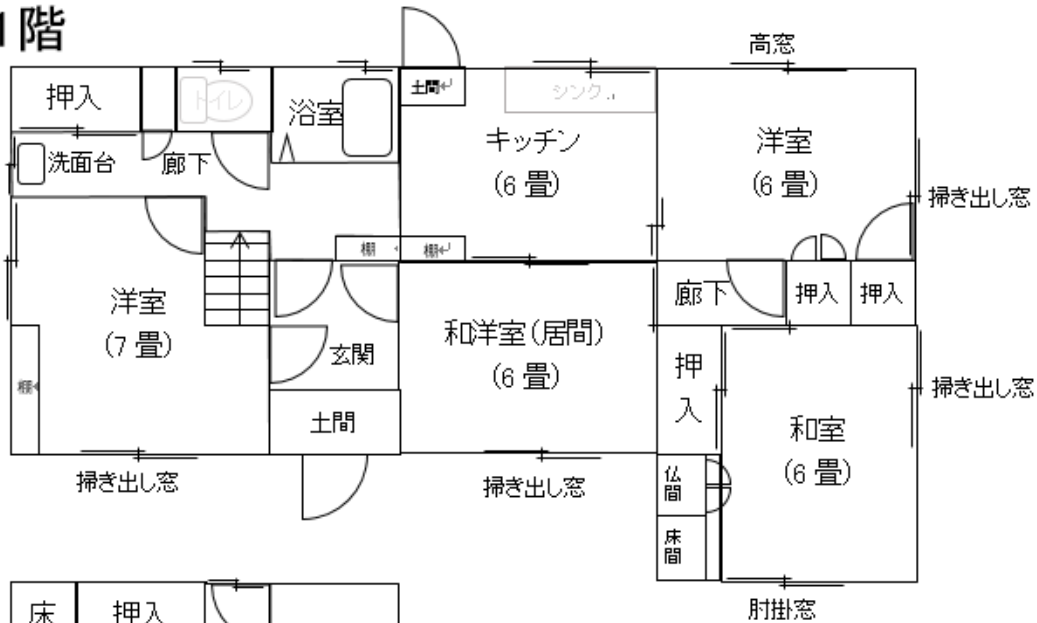 1階
高窓
押入
トイレ
浴室
土間
シンク
キッチン
(6 畳)
洋室
(6 畳)
洗面台
廊下
掃き出し窓
棚
棚
洋室
(7 畳)
玄関
和洋室(居間)
(6 畳)
廊下
押入
押入
棚
土間
押
入
掃き出し窓
和室
(6 畳)
掃き出し窓
掃き出し窓
仏
間
床
間
肘掛窓
床
押入